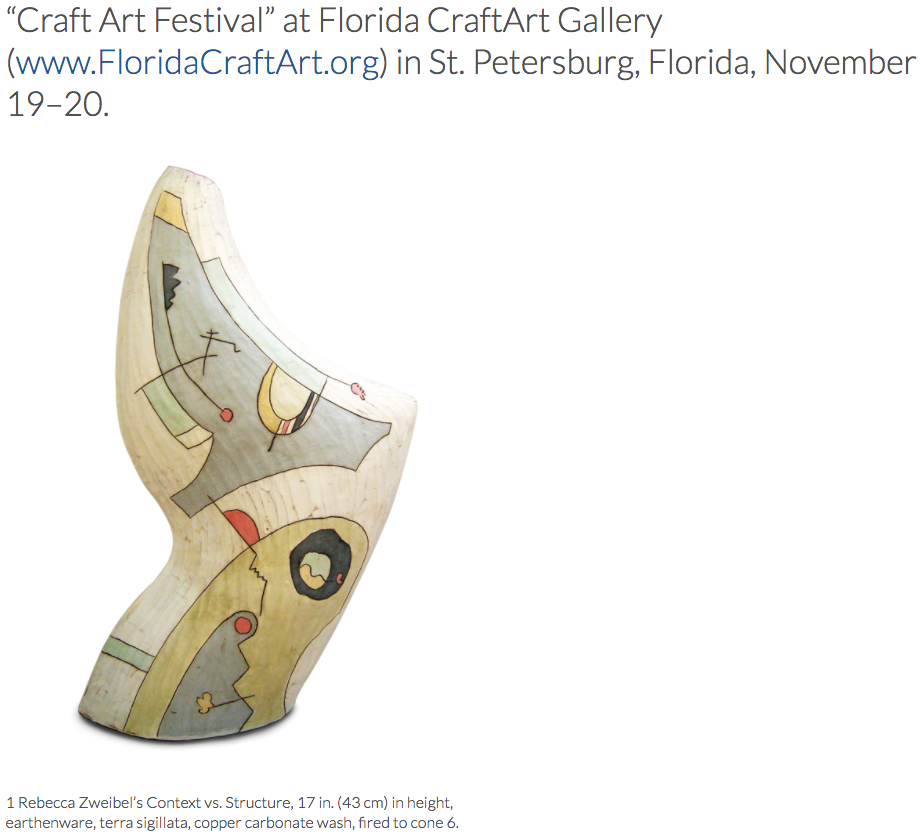 “Craft Art Festival” at Florida CraftArt Gallery
(www.FloridaCraftArt.org) in St. Petersburg, Florida, November
19–20.
1 Rebecca Zweibel’s Context vs. Structure, 17 in. (43 cm) in height,
earthenware, terra sigillata, copper carbonate wash, fired to cone 6.